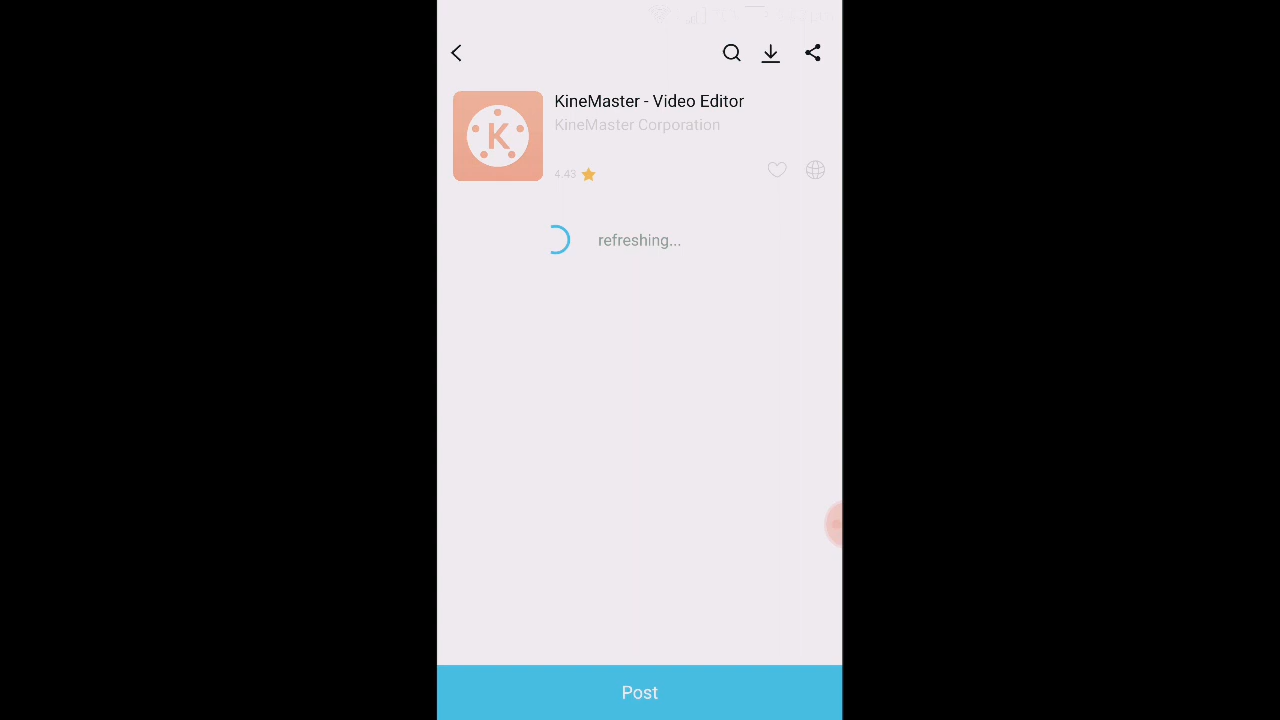 KineMaster - Video Editor
KineMaster Corporation
K
4.43
refreshing...
Post